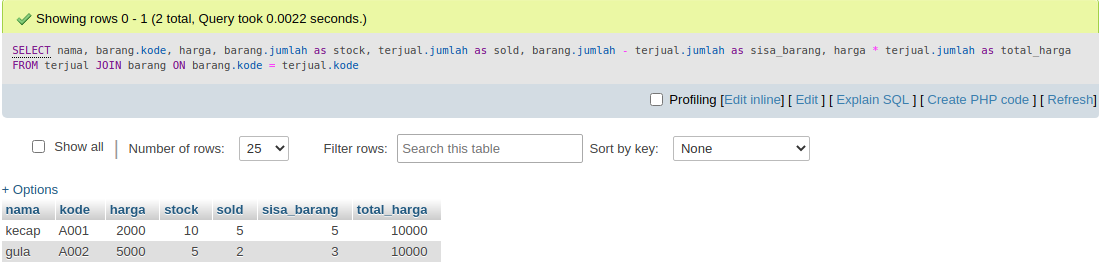 Showing rows 0 - 1 (2 total, Query took 0.0022 seconds.)
SELECT nama, barang.kode, harga, barang.jumlah as stock, terjual.jumlah as sold, barang.jumlah - terjual.jumlah as sisa_barang, harga * terjual.jumlah as total_harga
FROM terjual JOIN barang ON barang.kode = terjual.kode
Profiling [Edit inline] [ Edit ] [ Explain SQL ] [ Create PHP code ] [ Refresh]
Show all | Number of rows: 25 Filter rows: Search this table Sort by key: None
+ Options
nama kode harga stock sold sisa_barang total_harga
kecap A001 2000 10 5 5 10000
gula A002 5000 5 2 3 10000